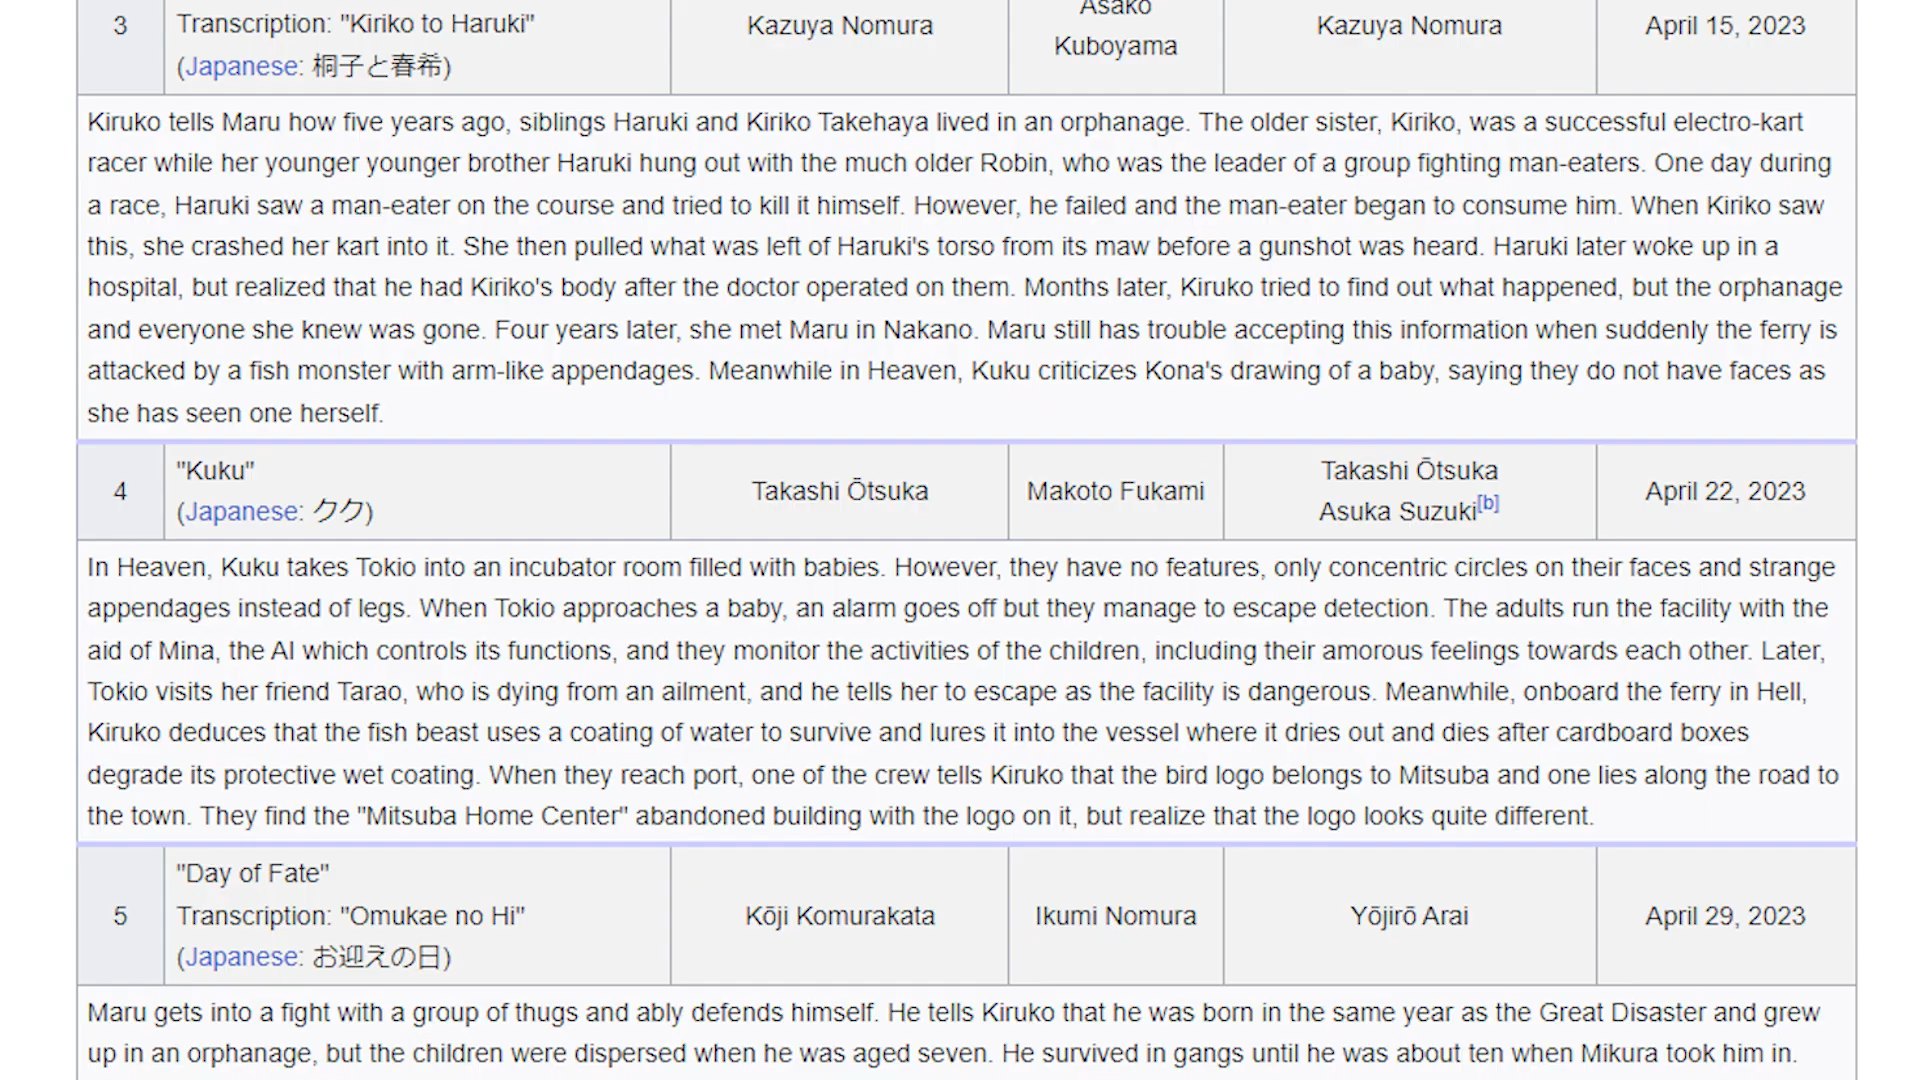 3
Transcription: "Kiriko to Haruki"
(Japanese: 桐子と春希)
Kazuya Nomura
Asako
Kuboyama
Kazuya Nomura
April 15, 2023
Kiruko tells Maru how five years ago, siblings Haruki and Kiriko Takehaya lived in an orphanage. The older sister, Kiriko, was a successful electro-kart
racer while her younger younger brother Haruki hung out with the much older Robin, who was the leader of a group fighting man-eaters. One day during
a race, Haruki saw a man-eater on the course and tried to kill it himself. However, he failed and the man-eater began to consume him. When Kiriko saw
this, she crashed her kart into it. She then pulled what was left of Haruki's torso from its maw before a gunshot was heard. Haruki later woke up in a
hospital, but realized that he had Kiriko's body after the doctor operated on them. Months later, Kiruko tried to find out what happened, but the orphanage
and everyone she knew was gone. Four years later, she met Maru in Nakano. Maru still has trouble accepting this information when suddenly the ferry is
attacked by a fish monster with arm-like appendages. Meanwhile in Heaven, Kuku criticizes Kona's drawing of a baby, saying they do not have faces as
she has seen one herself.
4
"Kuku"
(Japanese: クク)
Takashi Ōtsuka
Makoto Fukami
Takashi Ōtsuka
Asuka Suzuki[b]
April 22, 2023
In Heaven, Kuku takes Tokio into an incubator room filled with babies. However, they have no features, only concentric circles on their faces and strange
appendages instead of legs. When Tokio approaches a baby, an alarm goes off but they manage to escape detection. The adults run the facility with the
aid of Mina, the AI which controls its functions, and they monitor the activities of the children, including their amorous feelings towards each other. Later,
Tokio visits her friend Tarao, who is dying from an ailment, and he tells her to escape as the facility is dangerous. Meanwhile, onboard the ferry in Hell,
Kiruko deduces that the fish beast uses a coating of water to survive and lures it into the vessel where it dries out and dies after cardboard boxes
degrade its protective wet coating. When they reach port, one of the crew tells Kiruko that the bird logo belongs to Mitsuba and one lies along the road to
the town. They find the "Mitsuba Home Center" abandoned building with the logo on it, but realize that the logo looks quite different.
5
"Day of Fate"
Transcription: "Omukae no Hi"
(Japanese: お迎えの日)
Kōji Komurakata
Ikumi Nomura
Yōjirō Arai
April 29, 2023
Maru gets into a fight with a group of thugs and ably defends himself. He tells Kiruko that he was born in the same year as the Great Disaster and grew
up in an orphanage, but the children were dispersed when he was aged seven. He survived in gangs until he was about ten when Mikura took him in.